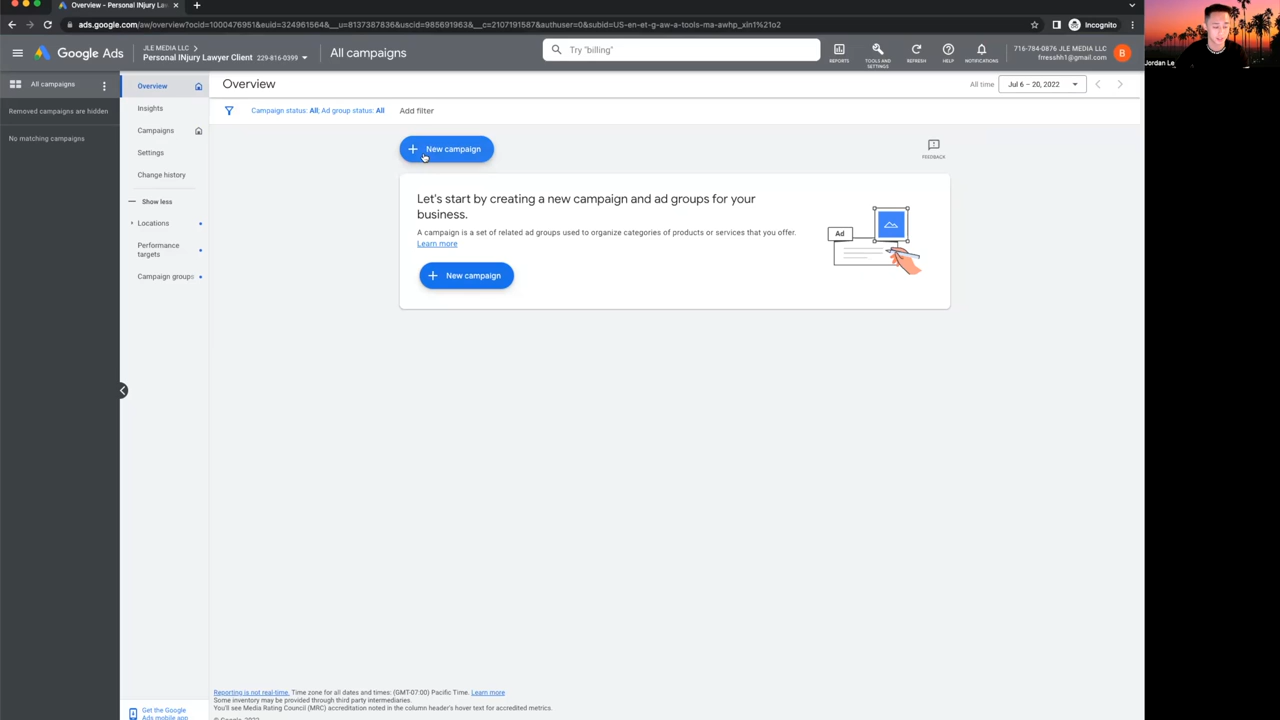 Overview - Personal INjury Law
ads.google.com/aw/overview?ocid=1000476951&euid=324961564&__u=8137387836&uscid=985691963&__c=2107191587&authuser=0&subid=US-en-et-g-aw-a-tools-ma-awhp_xin1%21o2
Incognito
Google Ads
JLE MEDIA LLC
Personal INjury Lawyer Client 229-816-0399
All campaigns
Try "billing"
REPORTS
TOOLS AND SETTINGS
REFRESH
HELP
NOTIFICATIONS
716-784-0876 JLE MEDIA LLC
frresshh1@gmail.com
B
Jordan Le
All campaigns
Removed campaigns are hidden
No matching campaigns
Overview
Insights
Campaigns
Settings
Change history
Show less
Locations
Performance
targets
Campaign groups
Get the Google
Ads mobile app
Overview
All time
Jul 6 – 20, 2022
Campaign status: All; Ad group status: All
Add filter
New campaign
FEEDBACK
Let's start by creating a new campaign and ad groups for your
business.
A campaign is a set of related ad groups used to organize categories of products or services that you offer.
Learn more
New campaign
Ad
Reporting is not real-time. Time zone for all dates and times: (GMT-07:00) Pacific Time. Learn more
Some inventory may be provided through third party intermediaries.
You'll see Media Rating Council (MRC) accreditation noted in the column header's hover text for accredited metrics.
© Google, 2022